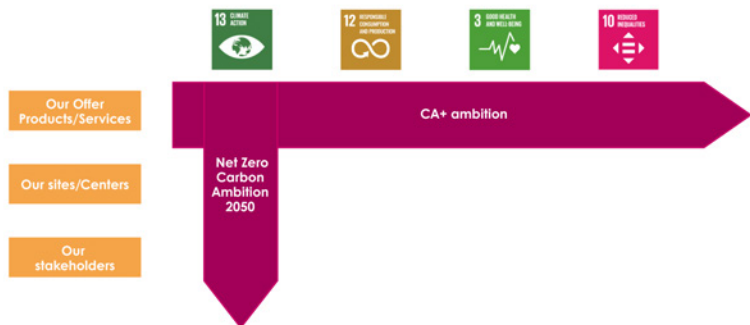 13 CLIMATE
ACTION
12 RESPONSIBLE
CONSUMPTION
AND PRODUCTION
3 GOOD HEALTH
AND WELL-BEING
10 REDUCED
INEQUALITIES
Our Offer
Products/Services
CA+ ambition
Net Zero
Carbon
Ambition
2050
Our sites/Centers
Our
stakeholders